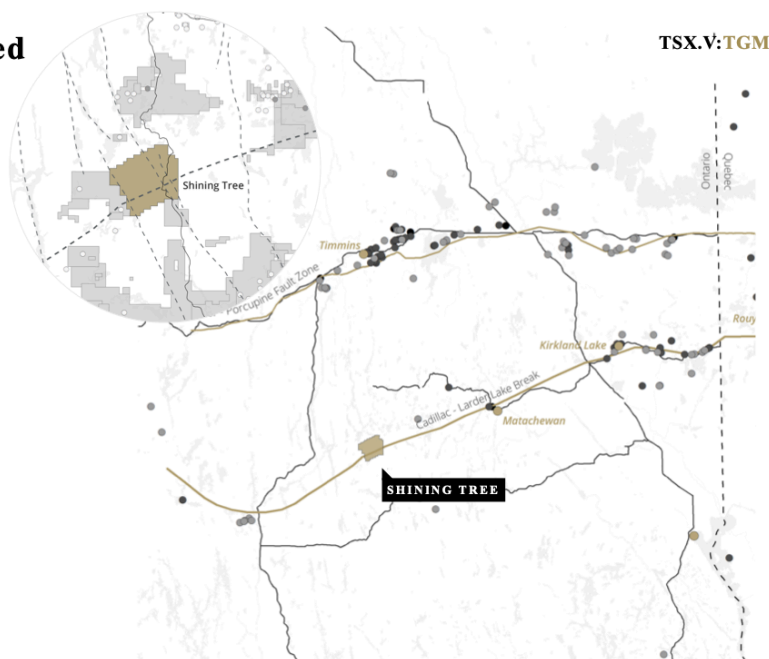 ed
TSX.V:TGM
Shining Tree
Ontario
Quebec
Timmins
Porcupine Fault Zone
Rouy
Kirkland Lake
Cadillac - Larder Lake Break
Matachewan
SHINING TREE